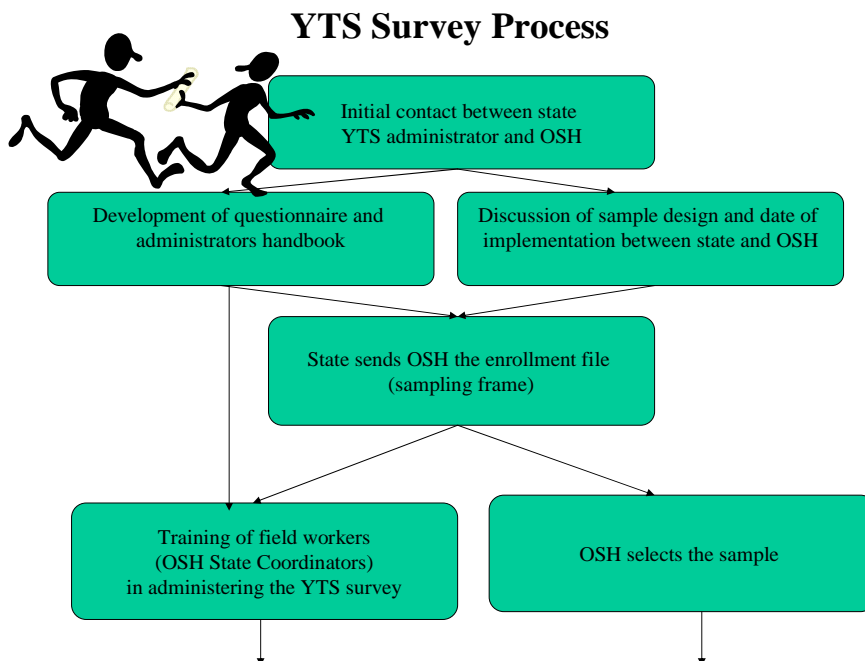 YTS Survey Process
Initial contact between state
YTS administrator and OSH
Development of questionnaire and
administrators handbook
Discussion of sample design and date of
implementation between state and OSH
State sends OSH the enrollment file
(sampling frame)
Training of field workers
(OSH State Coordinators)
in administering the YTS survey
OSH selects the sample